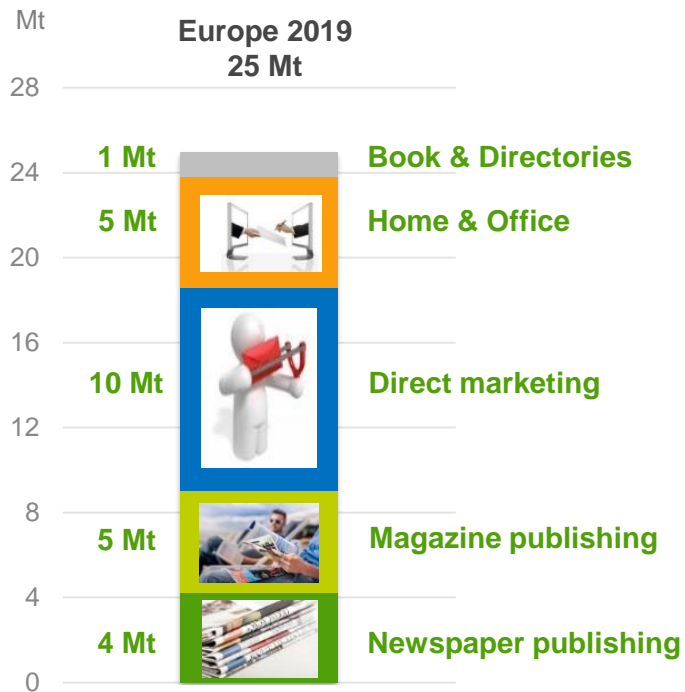 Mt
Europe 2019
25 Mt
28
1 Mt Book & Directories
24
5 Mt Home & Office
20
16
10 Mt Direct marketing
12
8
5 Mt Magazine publishing
4
4 Mt Newspaper publishing
0